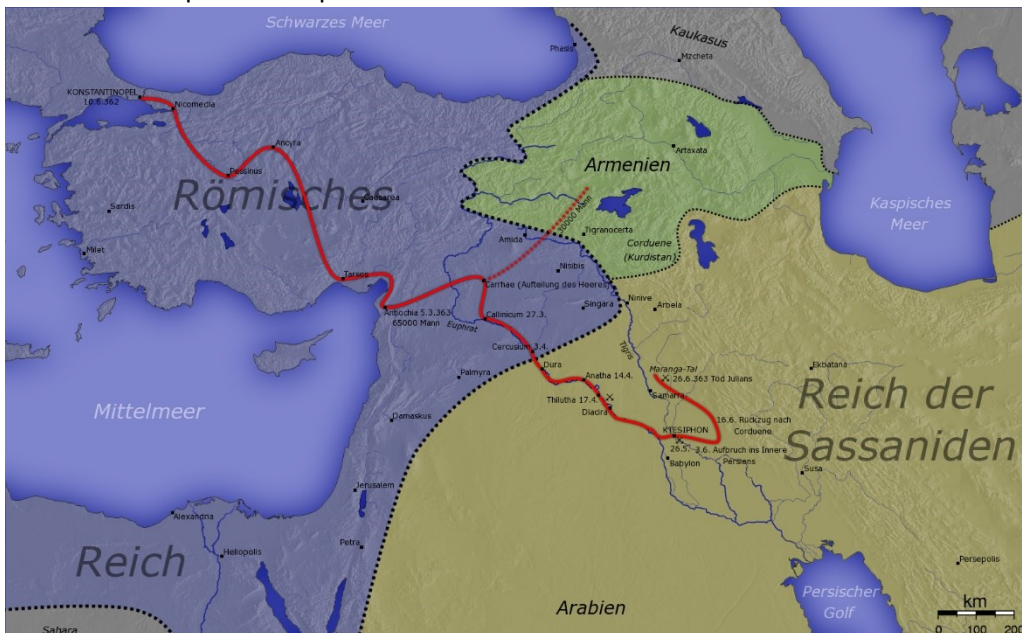 Schwarzes Meer
Kaukasus
Phasis
Mzcheta
KONSTANTINOPEL
10.6.362
Nicomedia
Ancyra
Pessinus
Armenien
Artaxata
Römisches
Caesarea
Sardis
Kaspisches
Meer
10000 Mann
Tigranocerta
Amida
Corduene
(Kurdistan)
Milet
Nisibis
Tarsos
Carrhae (Aufteilung des Heeres)
Ninive
Arbela
Singara
Antiochia 5.3.363
65000 Mann
Euphrat
Callinicum 27.3.
Tigris
Cercusium 3.4.
Dura
Maranga-Tal
Ekbatana
Palmyra
Anatha 14.4.
26.6.363 Tod Julians
Samarra
Reich der
Sassaniden
Mittelmeer
Thilutha 17.4.
Diacira
Damaskus
16.6. Rückzug nach
Corduene
KTESIPHON
26.5.
3.6. Aufbruch ins Innere
Persiens
Babylon
Susa
Jerusalem
Alexandria
Petra
Heliopolis
Reich
Persepolis
Persischer
Golf
Arabien
km
0 100 200
Sahara